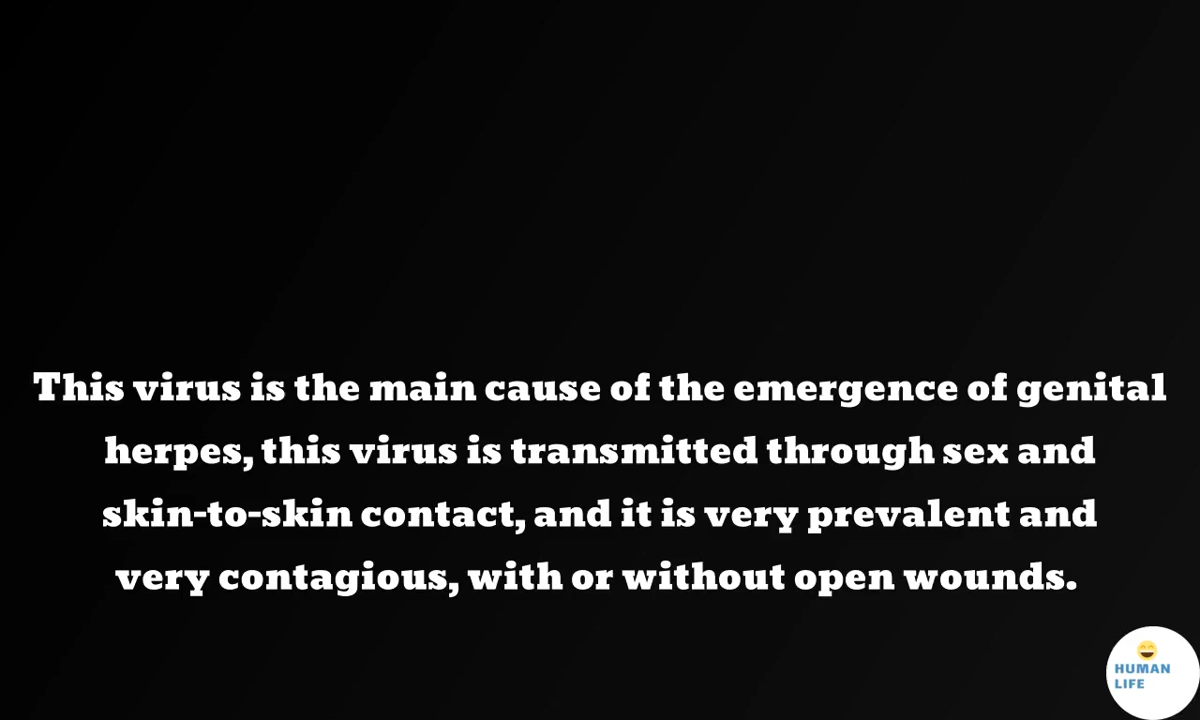 This virus is the main cause of the emergence of genital
herpes, this virus is transmitted through sex and
skin-to-skin contact, and it is very prevalent and
very contagious, with or without open wounds.
HUMAN
LIFE